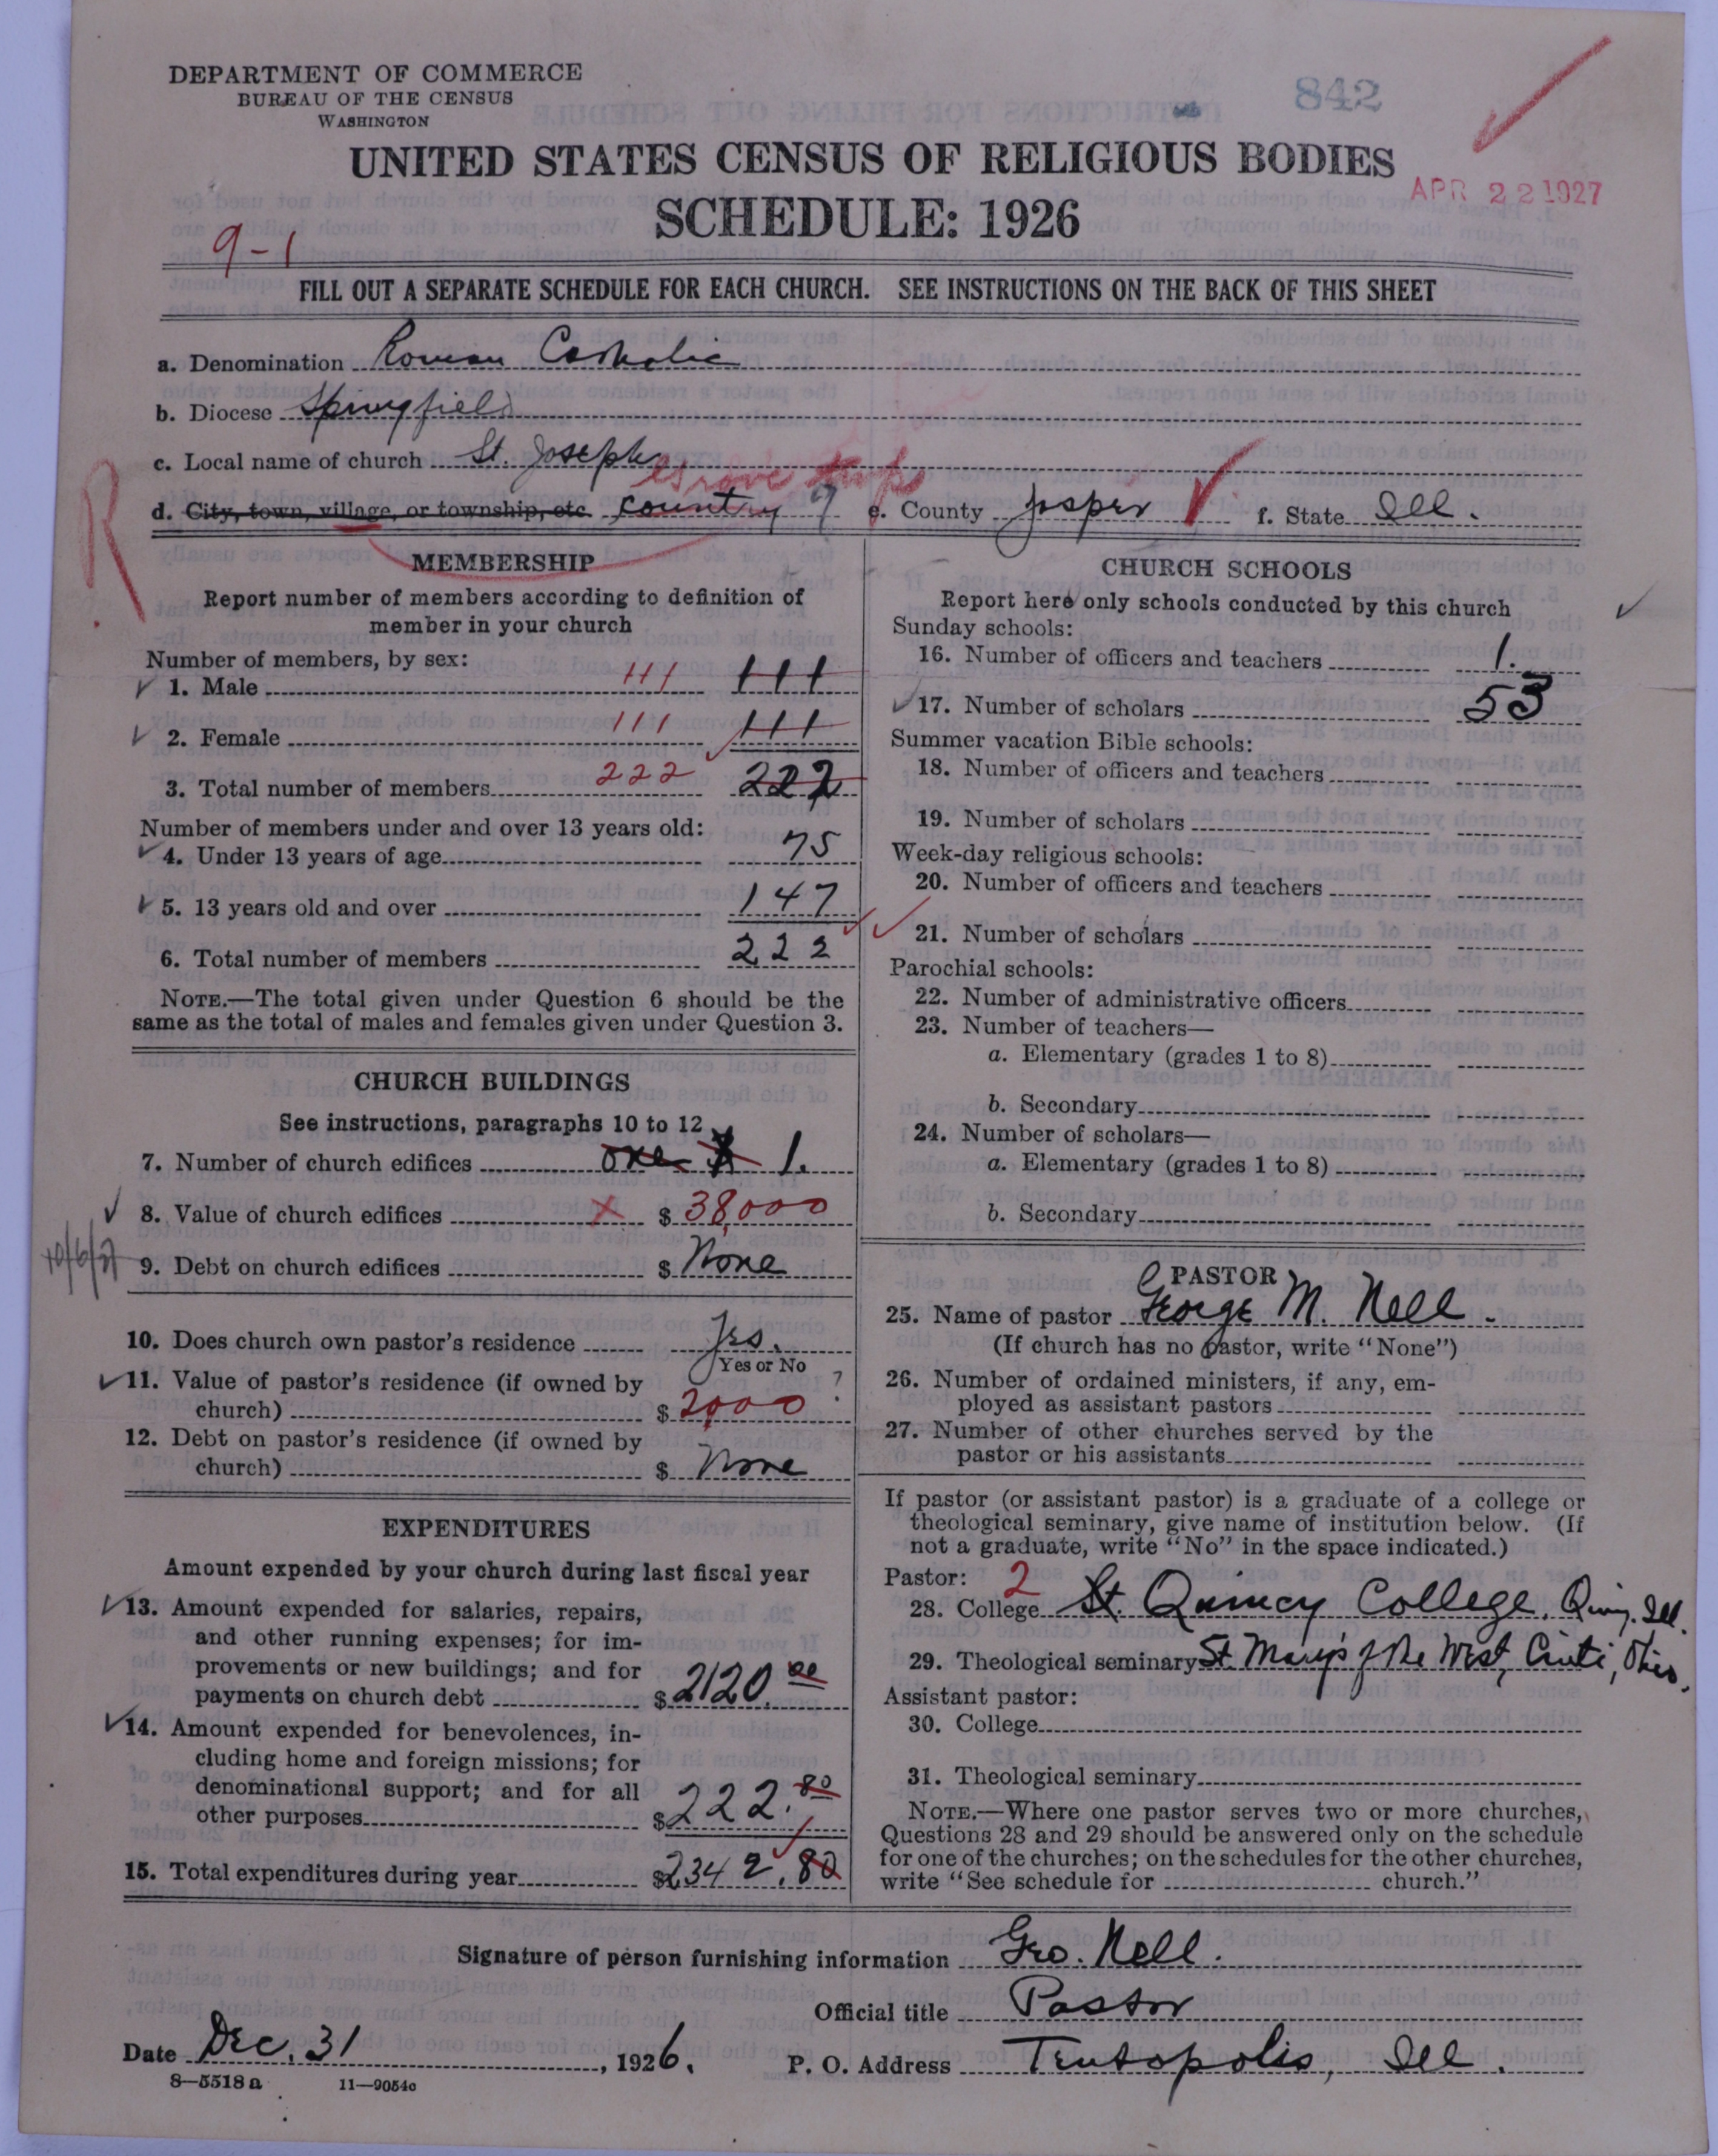 DEPARTMENT OF COMMERCE
BUREAU OF THE CENSUS
WASHINGTON
842
UNITED STATES CENSUS OF RELIGIOUS BODIES
APR 22 1927
SCHEDULE: 1926
9-1
FILL OUT A SEPARATE SCHEDULE FOR EACH CHURCH. SEE INSTRUCTIONS ON THE BACK OF THIS SHEET
a. Denomination Roman Catholic
b. Diocese Springfield
c. Local name of church St. Joseph
Grove twp
R
d. City, town, village, or township, etc country ? e. County Jasper f. State Ill.
MEMBERSHIP
Report number of members according to definition of
member in your church
Number of members, by sex:
1. Male 111 111
2. Female 111 111
3. Total number of members 222 222
Number of members under and over 13 years old:
4. Under 13 years of age 75
5. 13 years old and over 147
6. Total number of members 222
NOTE.—The total given under Question 6 should be the
same as the total of males and females given under Question 3.
CHURCH BUILDINGS
See instructions, paragraphs 10 to 12
7. Number of church edifices one 1.
8. Value of church edifices x $ 38,000
10/6/27
9. Debt on church edifices $ None
10. Does church own pastor's residence Yes.
Yes or No
11. Value of pastor's residence (if owned by ?
church) $ 2000
12. Debt on pastor's residence (if owned by
church) $ None
EXPENDITURES
Amount expended by your church during last fiscal year
13. Amount expended for salaries, repairs,
and other running expenses; for im-
provements or new buildings; and for
payments on church debt $ 2120.00
14. Amount expended for benevolences, in-
cluding home and foreign missions; for
denominational support; and for all
other purposes $ 222.80
15. Total expenditures during year $2342.80
CHURCH SCHOOLS
Report here only schools conducted by this church
Sunday schools:
16. Number of officers and teachers 1.
17. Number of scholars 53
Summer vacation Bible schools:
18. Number of officers and teachers
19. Number of scholars
Week-day religious schools:
20. Number of officers and teachers
21. Number of scholars
Parochial schools:
22. Number of administrative officers
23. Number of teachers—
a. Elementary (grades 1 to 8)
b. Secondary
24. Number of scholars—
a. Elementary (grades 1 to 8)
b. Secondary
PASTOR
25. Name of pastor George M. Nell.
(If church has no pastor, write "None")
26. Number of ordained ministers, if any, em-
ployed as assistant pastors
27. Number of other churches served by the
pastor or his assistants
If pastor (or assistant pastor) is a graduate of a college or
theological seminary, give name of institution below. (If
not a graduate, write "No" in the space indicated.)
Pastor: 2
28. College St. Quincy College, Quincy, Ill.
29. Theological seminary St. Mary's of the West, Cinti, Ohio.
Assistant pastor:
30. College
31. Theological seminary
NOTE.—Where one pastor serves two or more churches,
Questions 28 and 29 should be answered only on the schedule
for one of the churches; on the schedules for the other churches,
write "See schedule for church."
Signature of person furnishing information Geo. Nell.
Official title Pastor
Date Dec. 31, 1926. P. O. Address Teutopolis, Ill.
8—5518 a 11—9054c